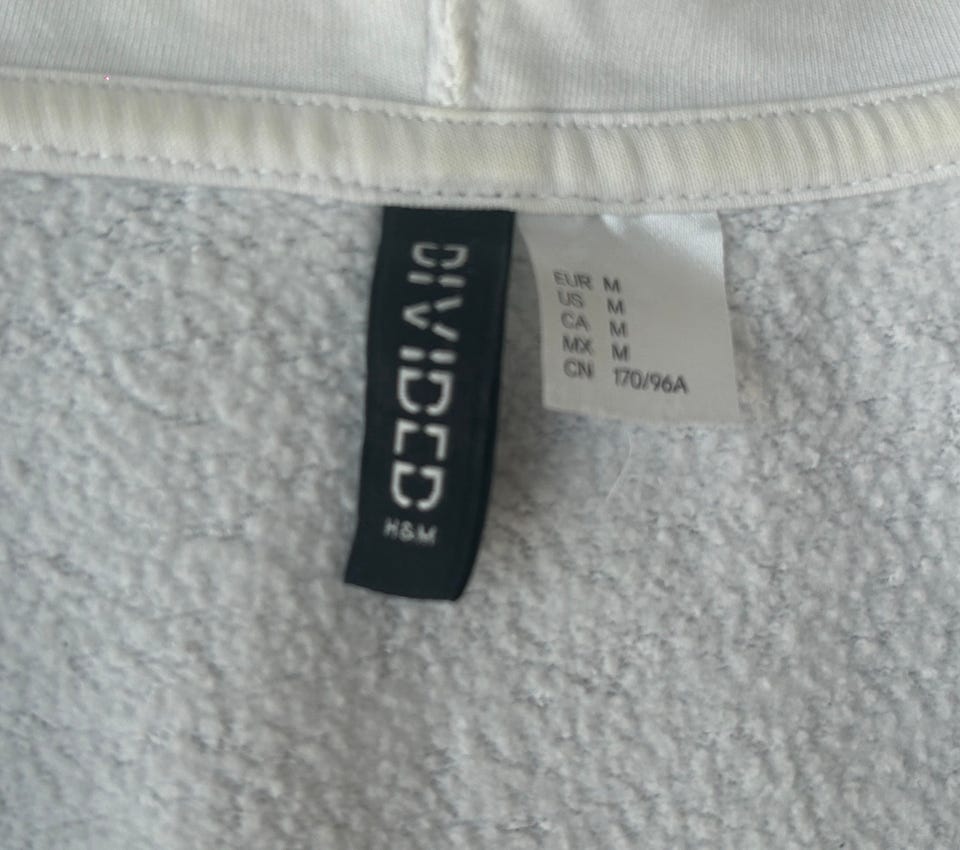 DIVIDED
H&M
EUR M
US M
CA M
MX M
CN 170/96A